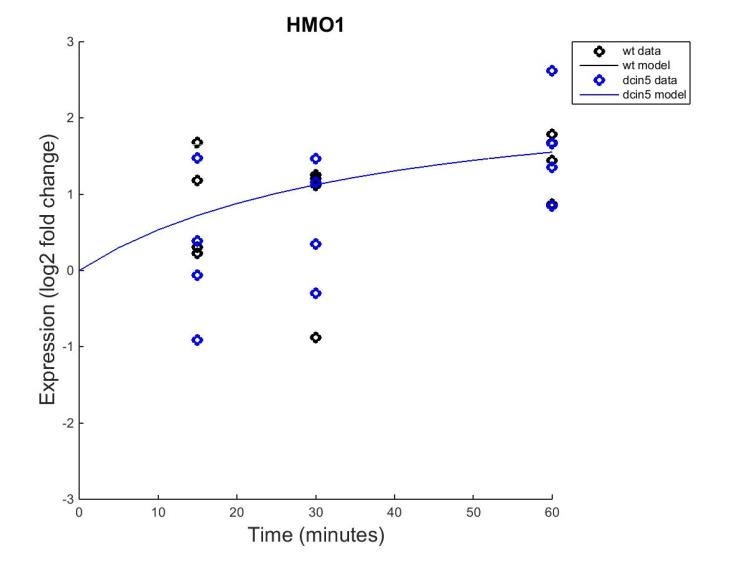 HMO1
3
2
1
0
-1
-2
-3
Expression (log2 fold change)
0 10 20 30 40 50 60
Time (minutes)
wt data
wt model
dcin5 data
dcin5 model